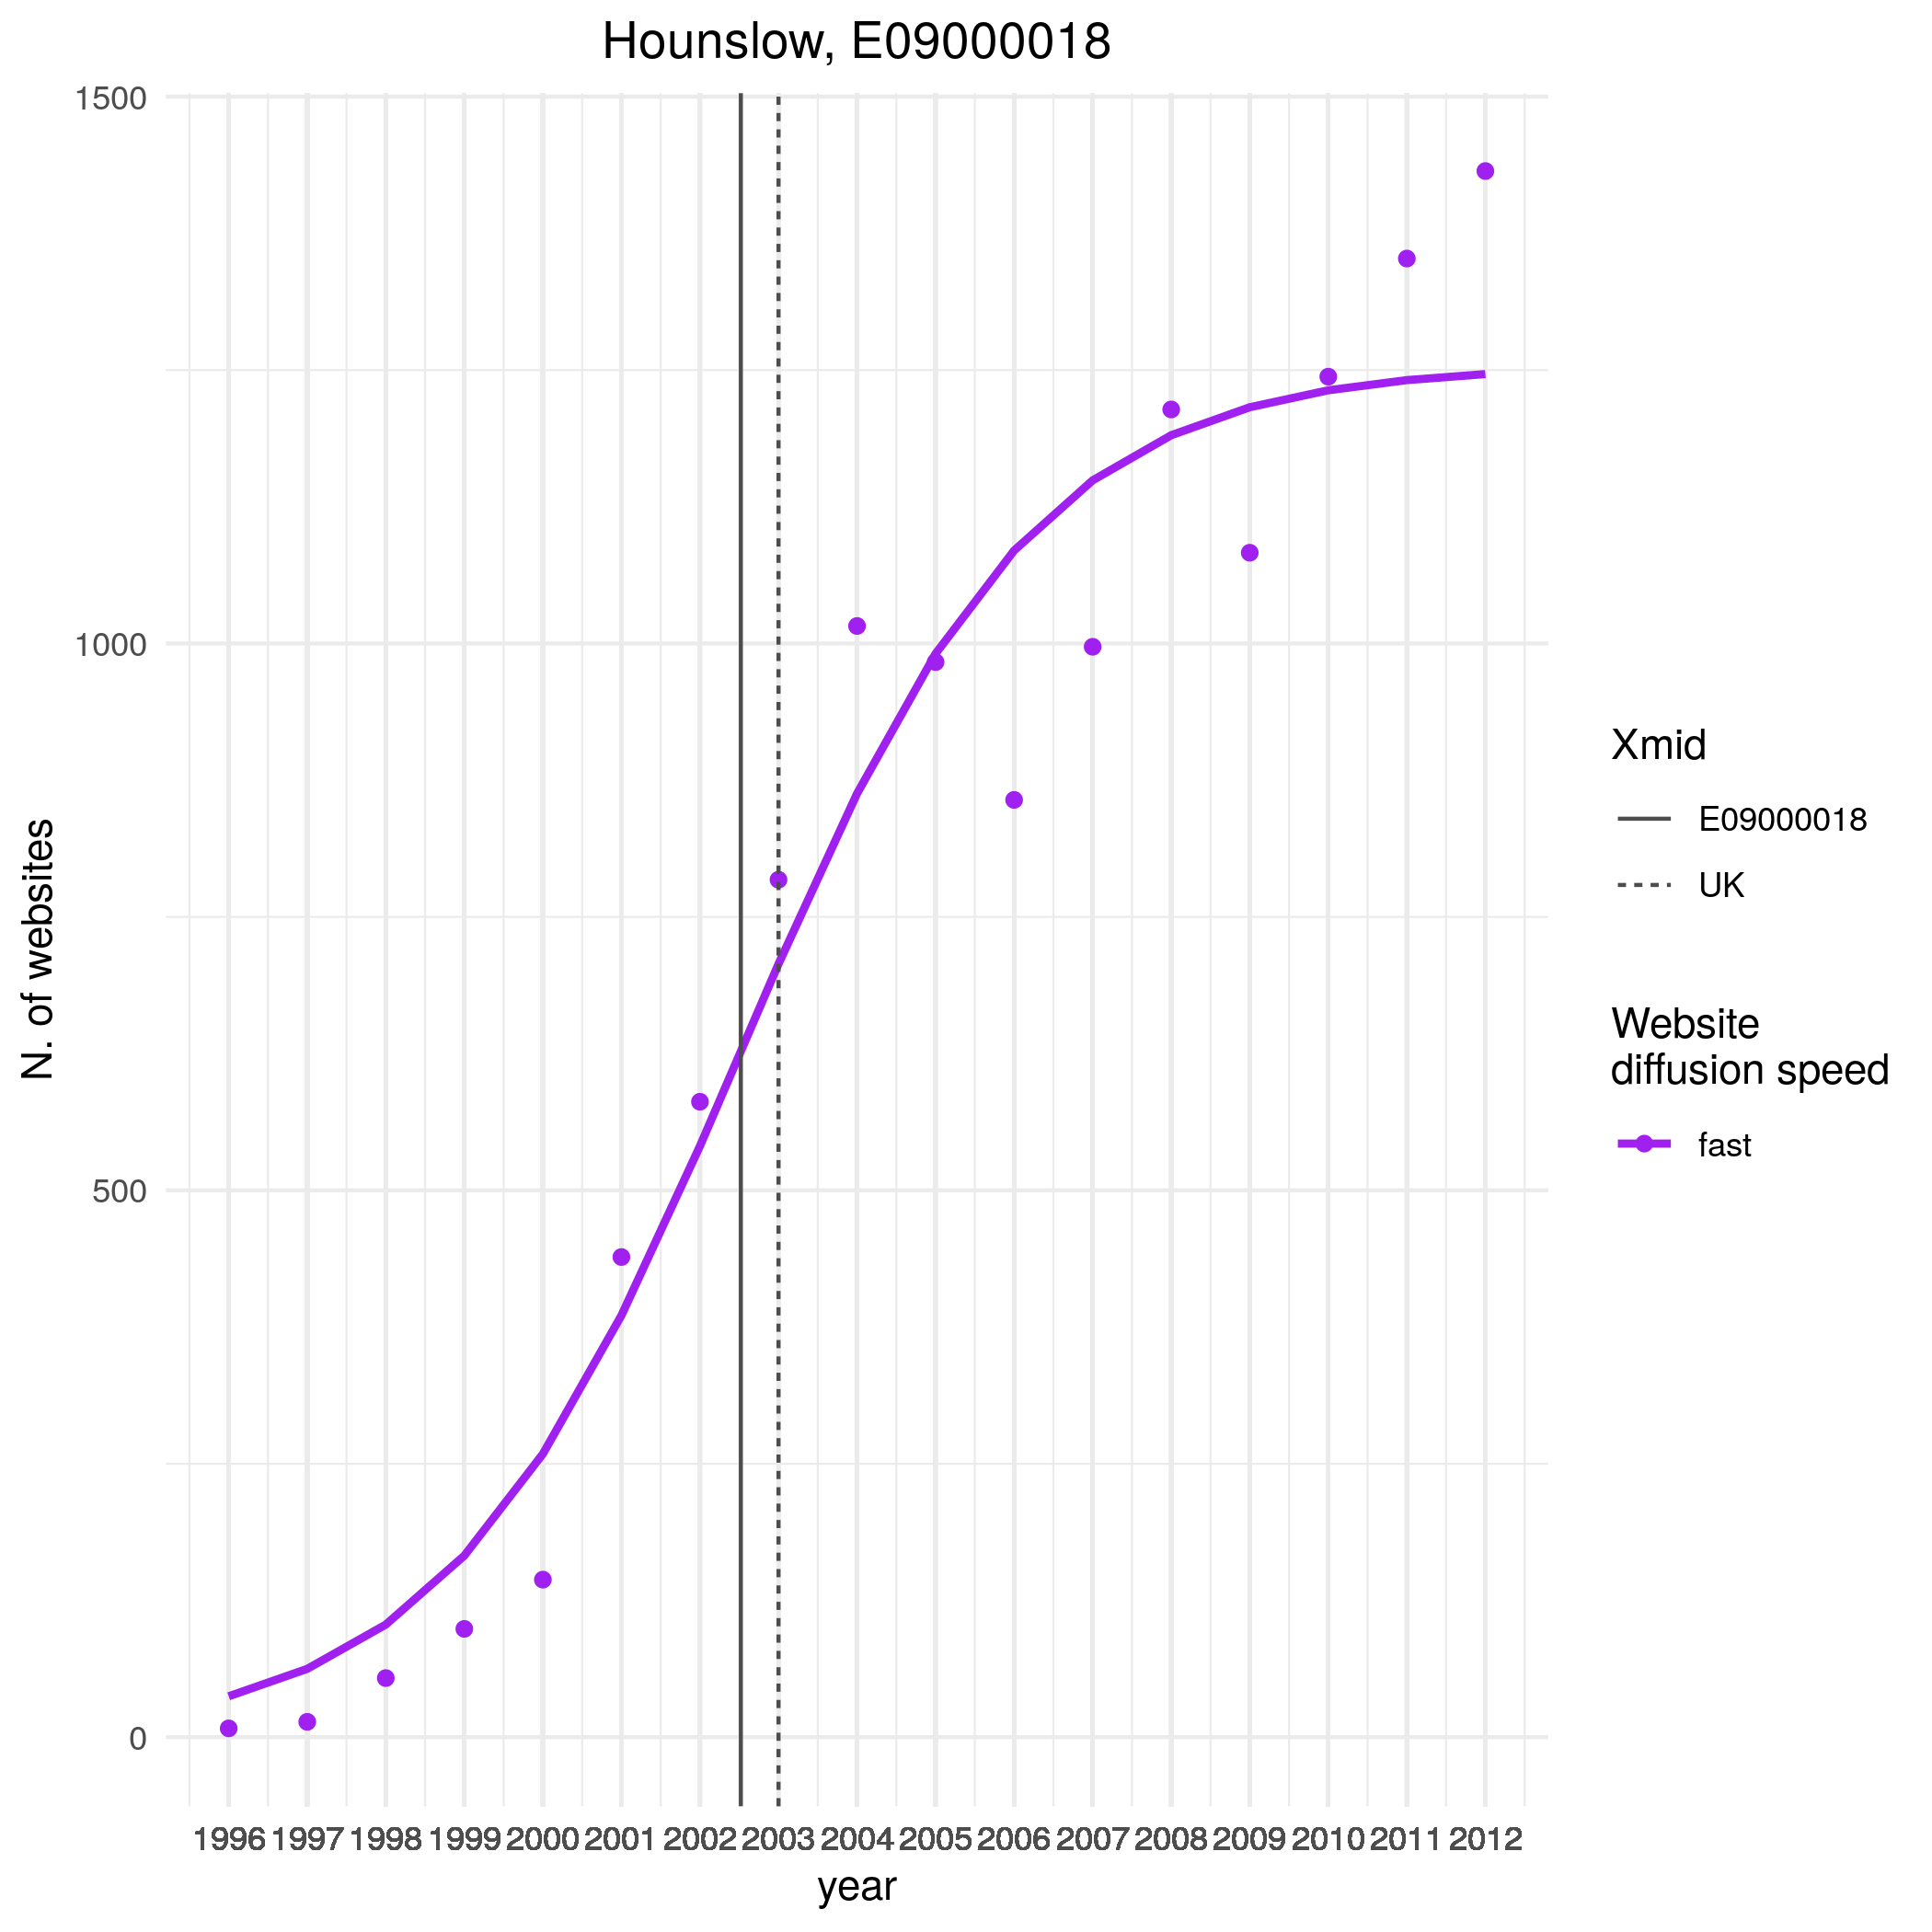 Hounslow, E09000018
1500
1000
500
0
N. of websites
1996 1997 1998 1999 2000 2001 2002 2003 2004 2005 2006 2007 2008 2009 2010 2011 2012
year
Xmid
E09000018
UK
Website
diffusion speed
fast